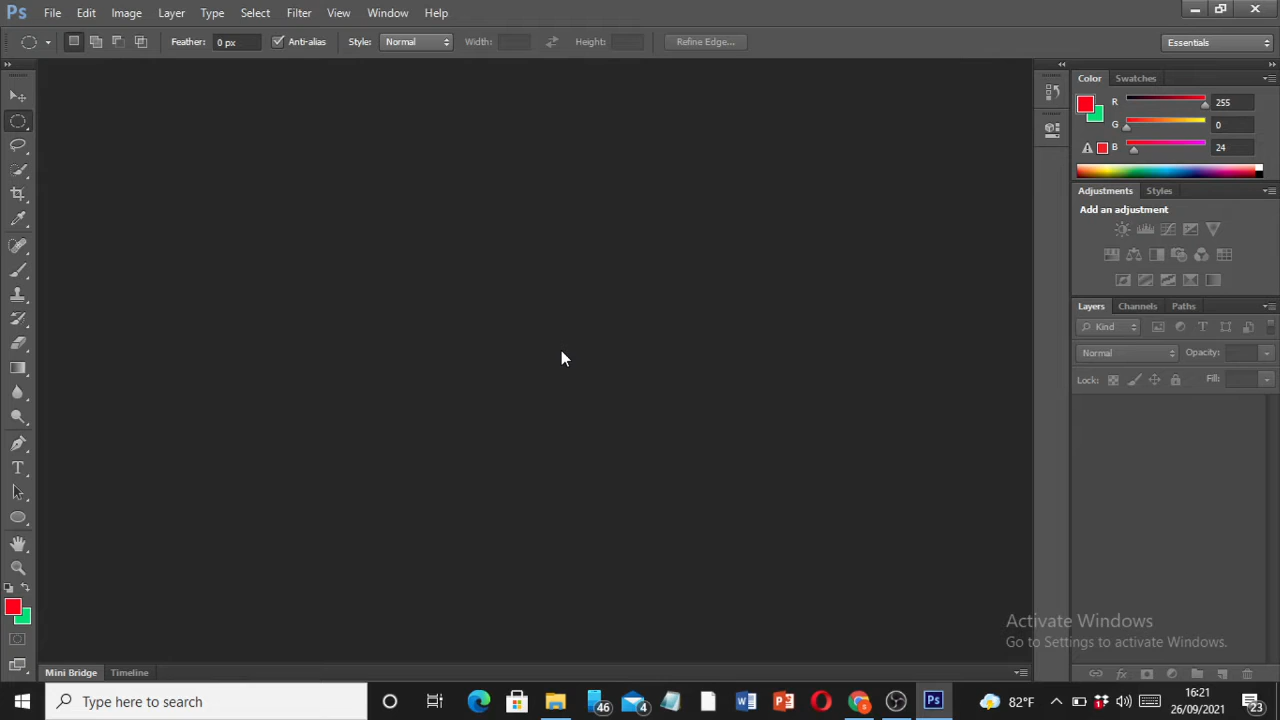 Ps File Edit Image Layer Type Select Filter View Window Help
Feather: 0 px Anti-alias Style: Normal Width: Height: Refine Edge... Essentials
Color Swatches
R 255
G 0
B 24
Adjustments Styles
Add an adjustment
Layers Channels Paths
Kind T
Normal Opacity:
Lock: Fill:
T
Activate Windows
Go to Settings to activate Windows.
fx
Mini Bridge Timeline
Type here to search 46 4 W P 8 Ps 82°F 16:21
26/09/2021 23